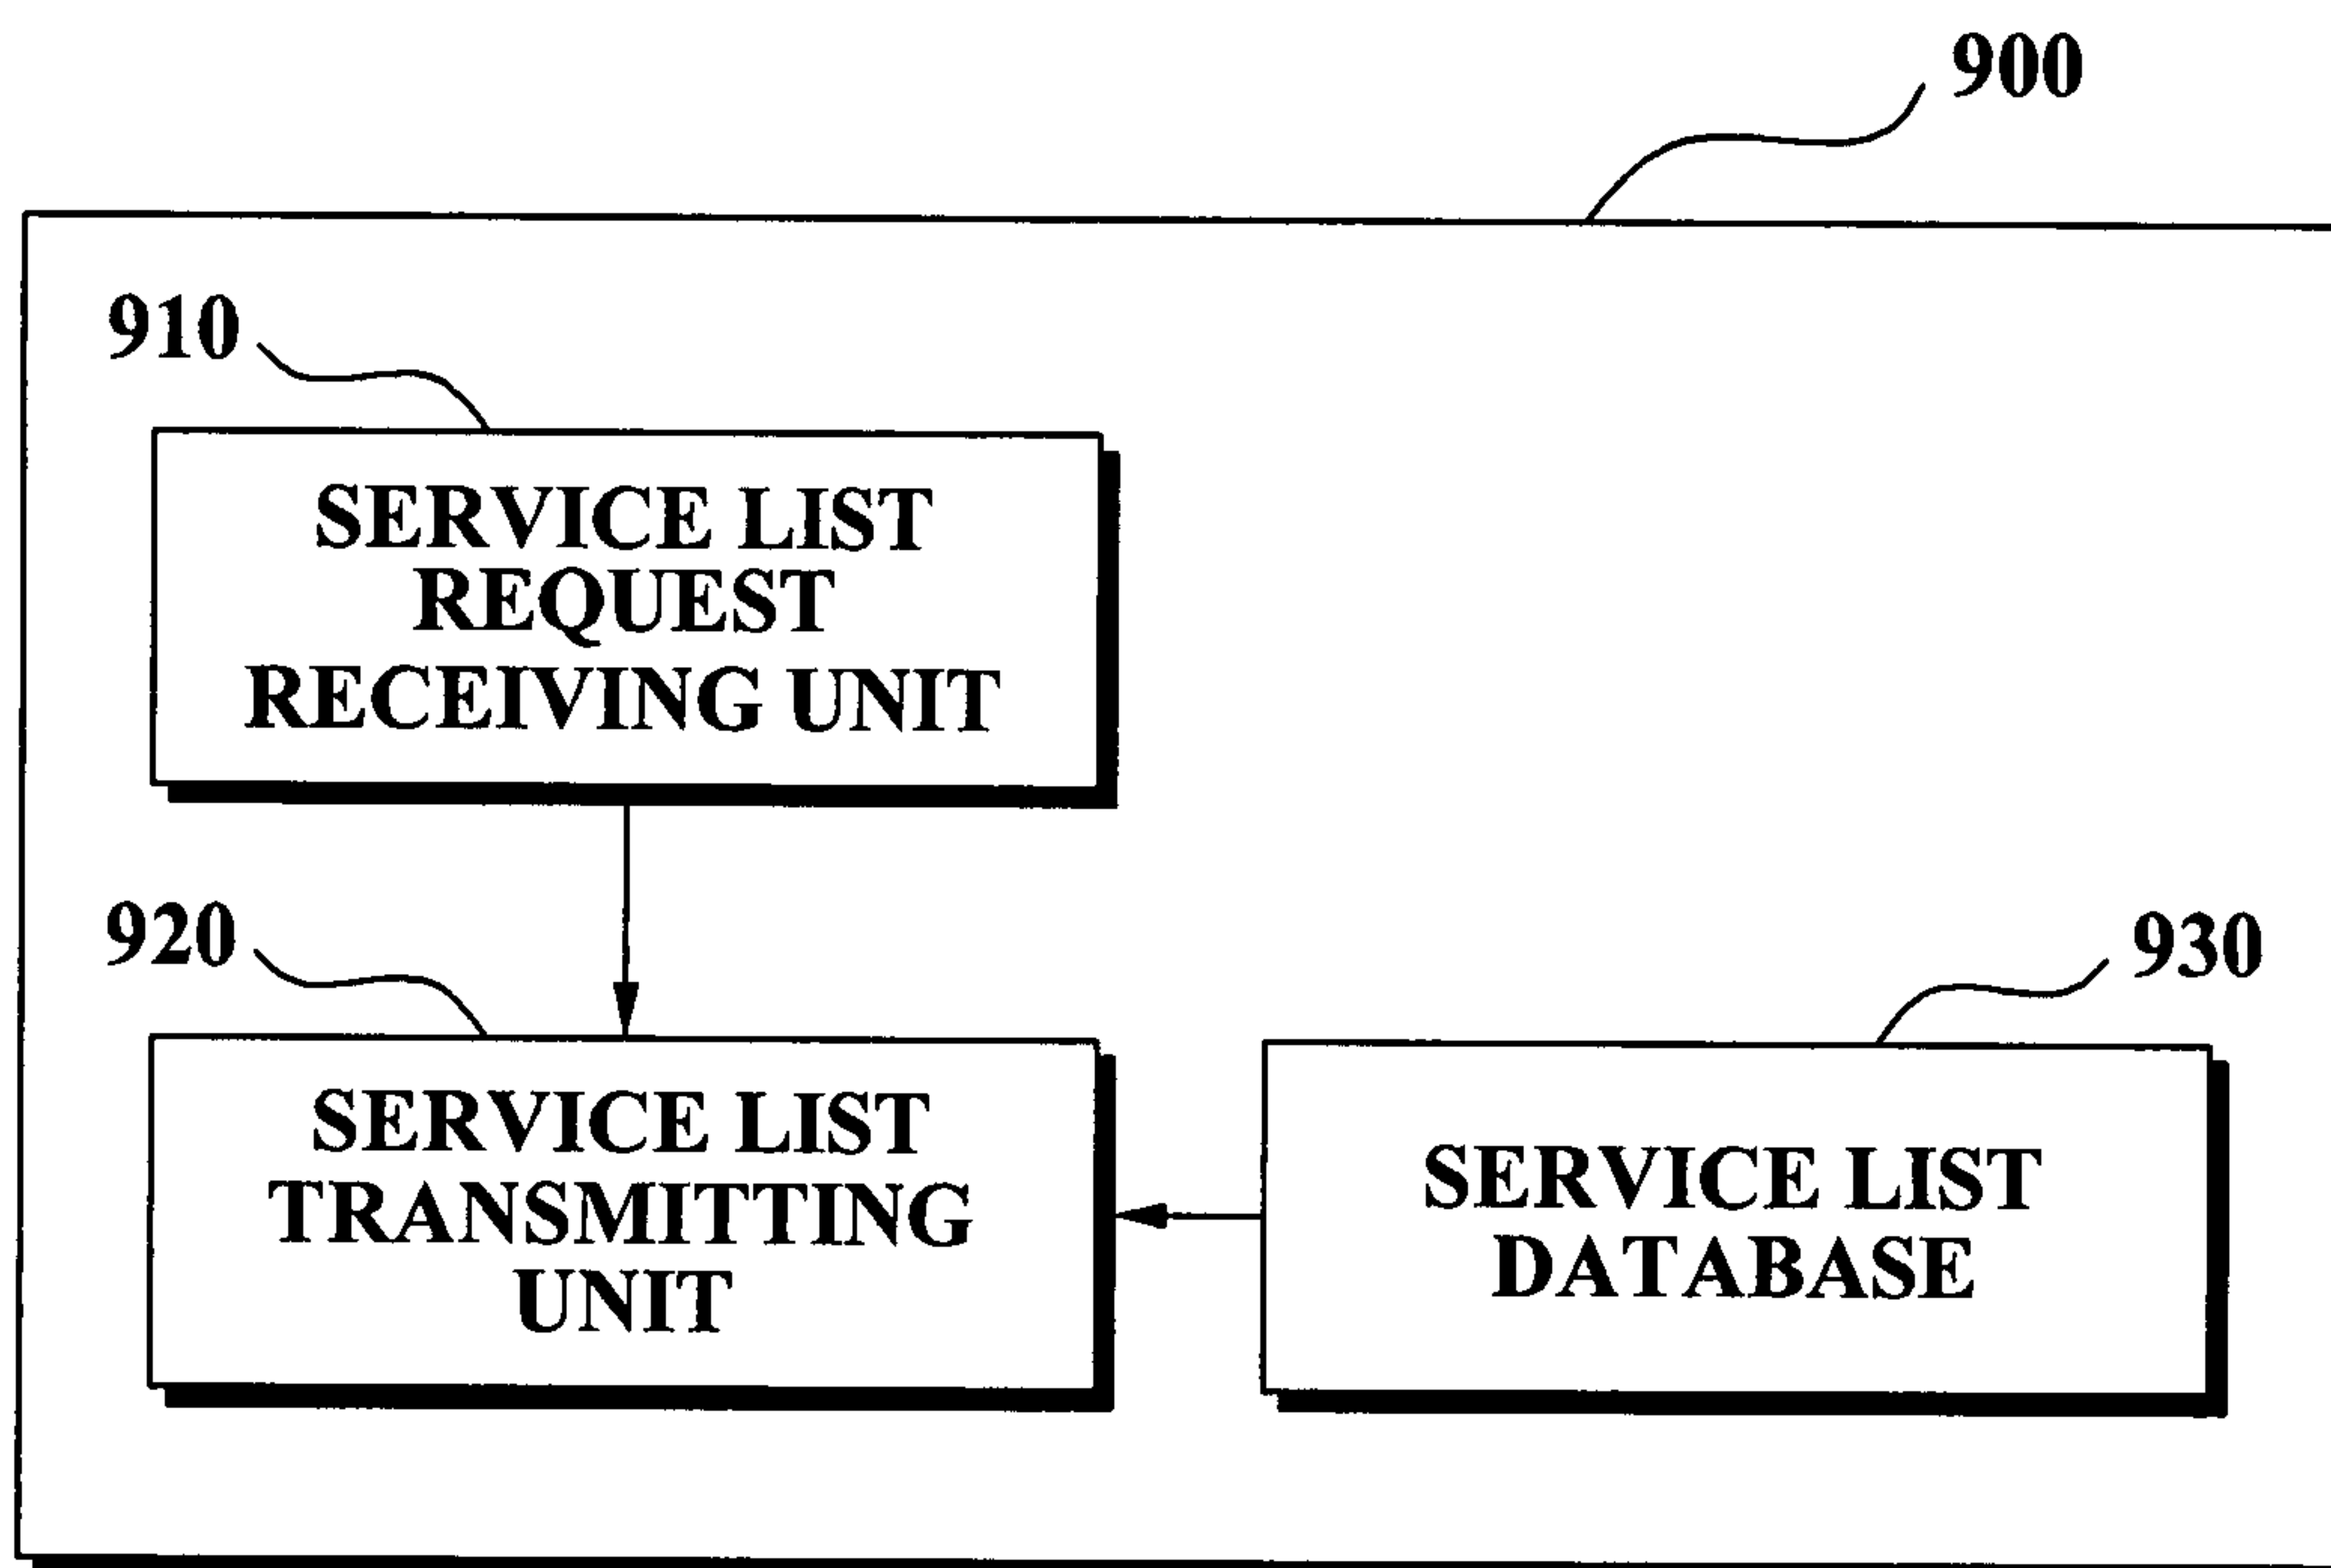 900
910
SERVICE LIST
REQUEST
RECEIVING UNIT
920
930
SERVICE LIST
TRANSMITTING
UNIT
SERVICE LIST
DATABASE